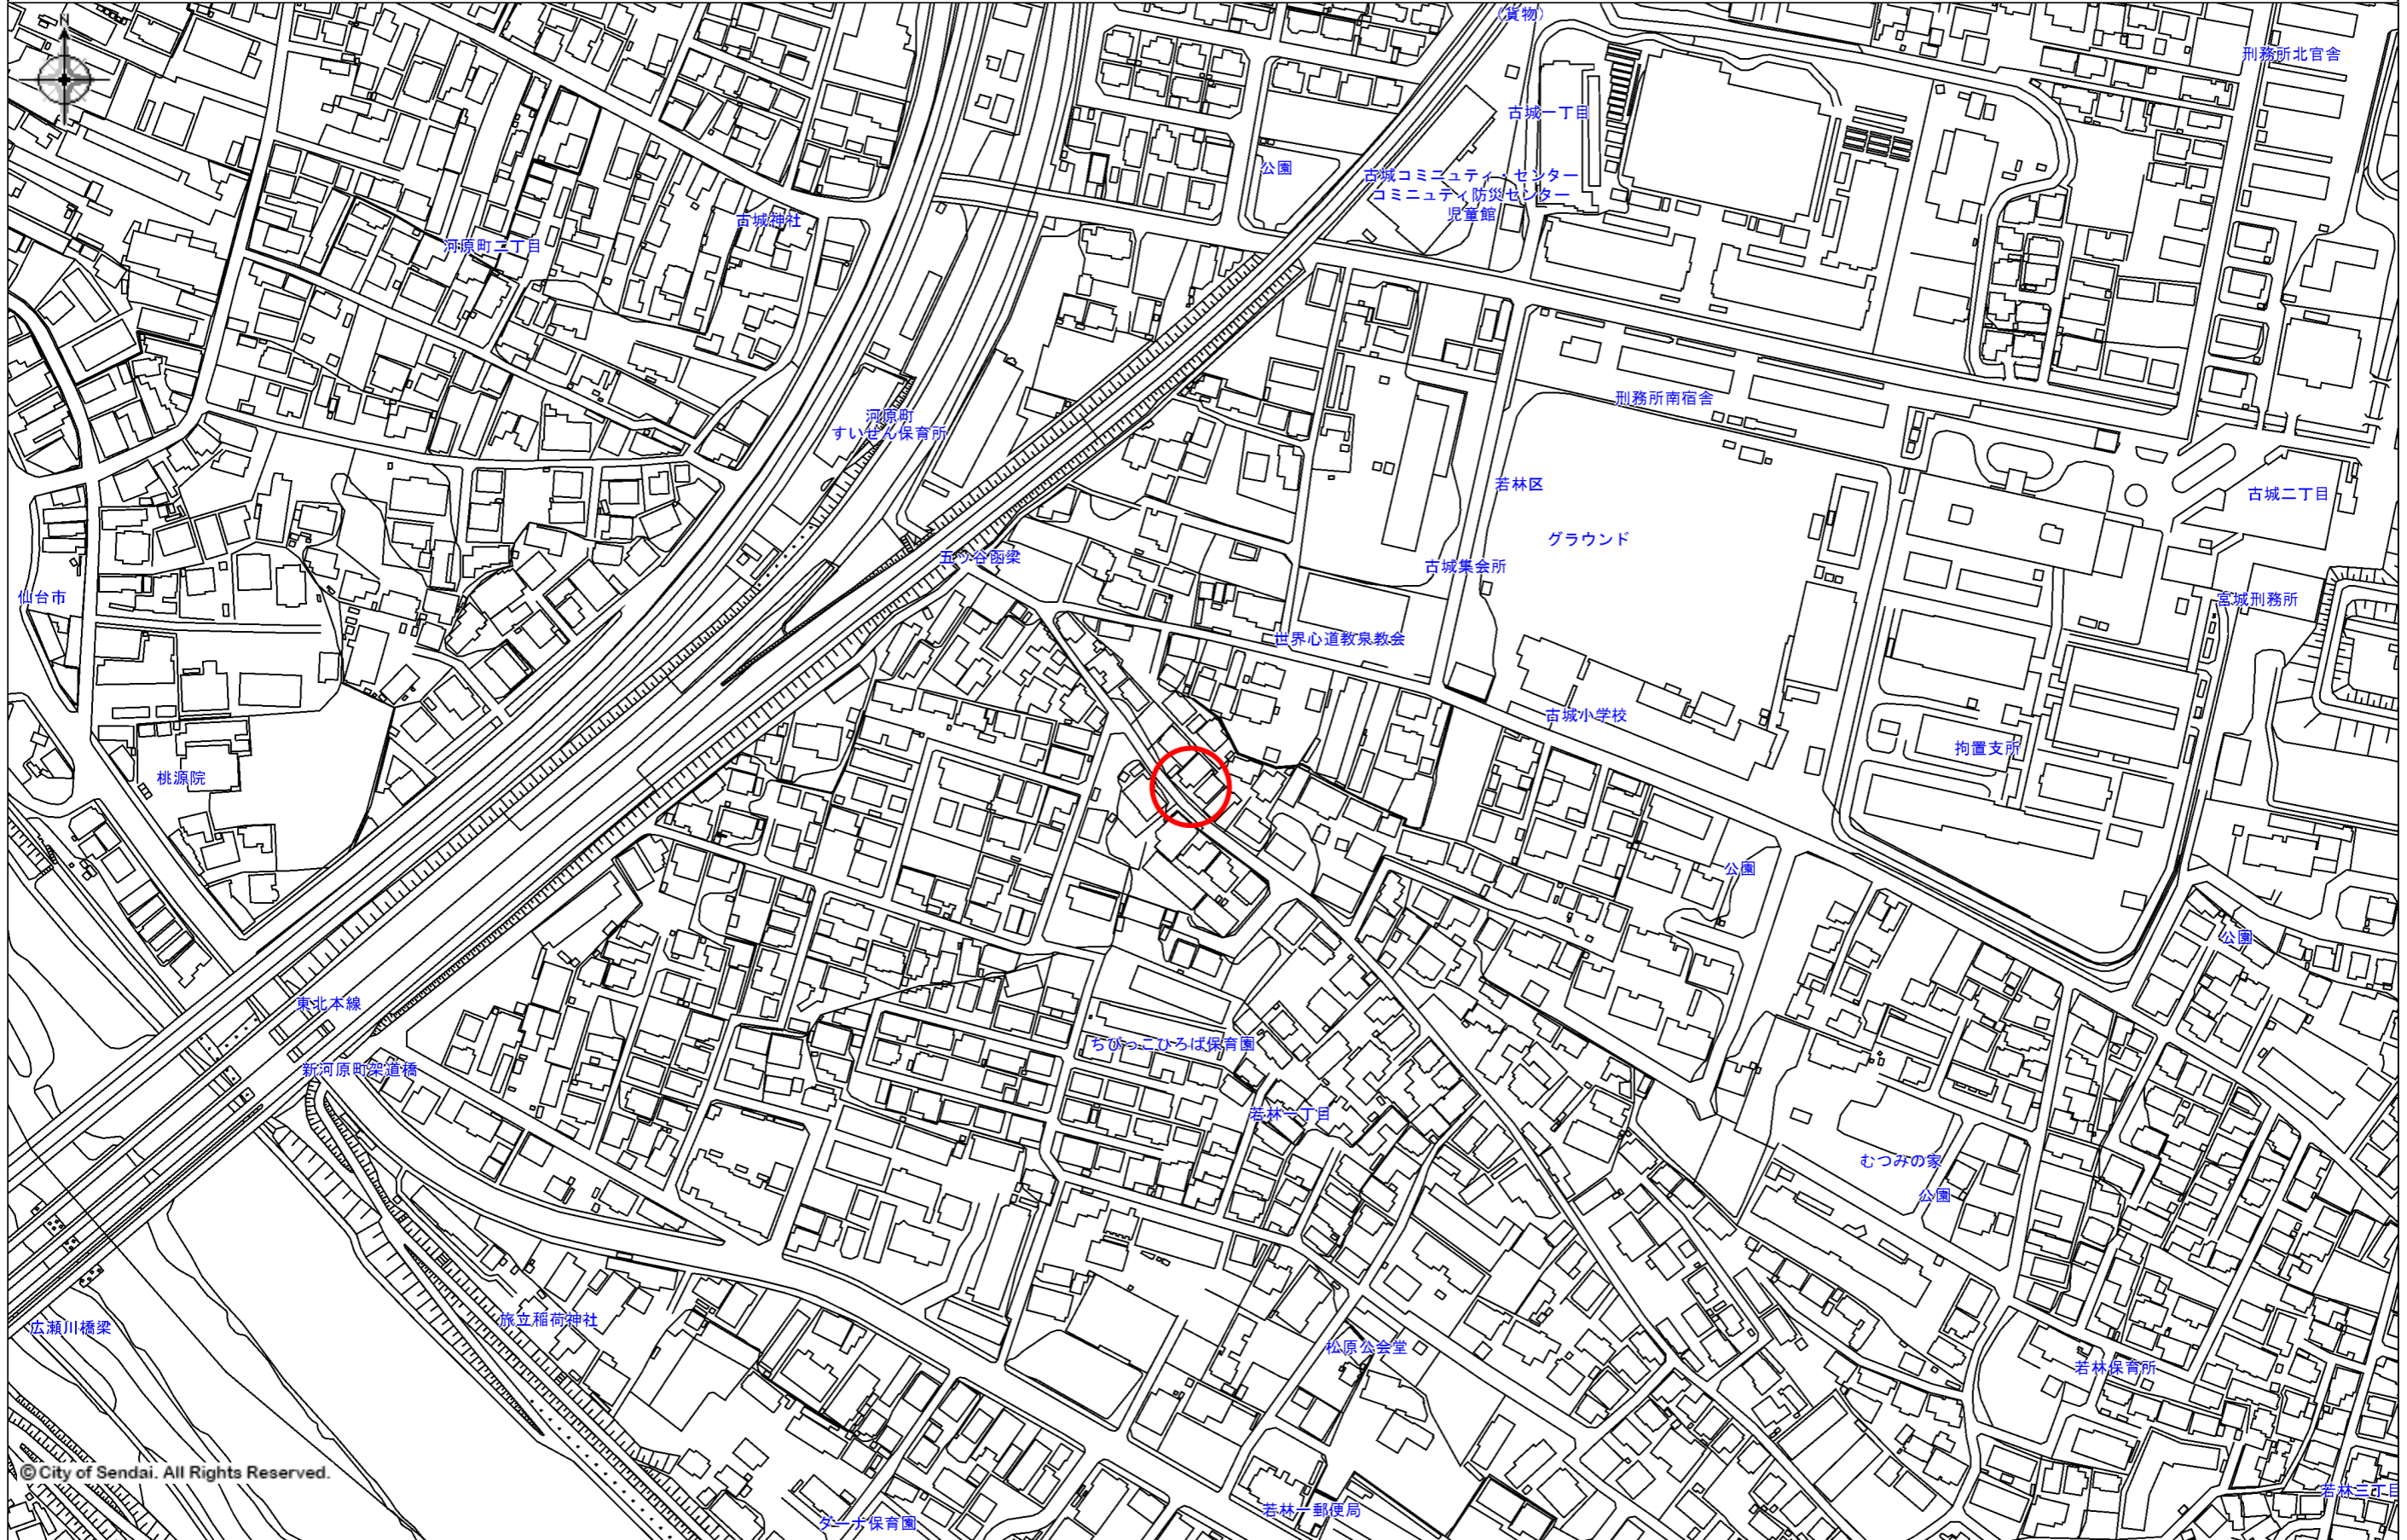 N
(貨物)
刑務所北官舎
古城一丁目
公園
古城コミニュティ・センター
コミニュティ防災センター
児童館
古城神社
河原町二丁目
刑務所南宿舎
河原町
すいせん保育所
若林区
古城二丁目
グラウンド
五ッ谷函梁
古城集会所
仙台市
宮城刑務所
世界心道教泉教会
古城小学校
拘置支所
桃源院
公園
公園
東北本線
ちびっこひろば保育園
新河原町架道橋
若林一丁目
むつみの家
公園
旅立稲荷神社
広瀬川橋梁
松原公会堂
若林保育所
©City of Sendai. All Rights Reserved.
若林三丁目
若林一郵便局
ダーナ保育園